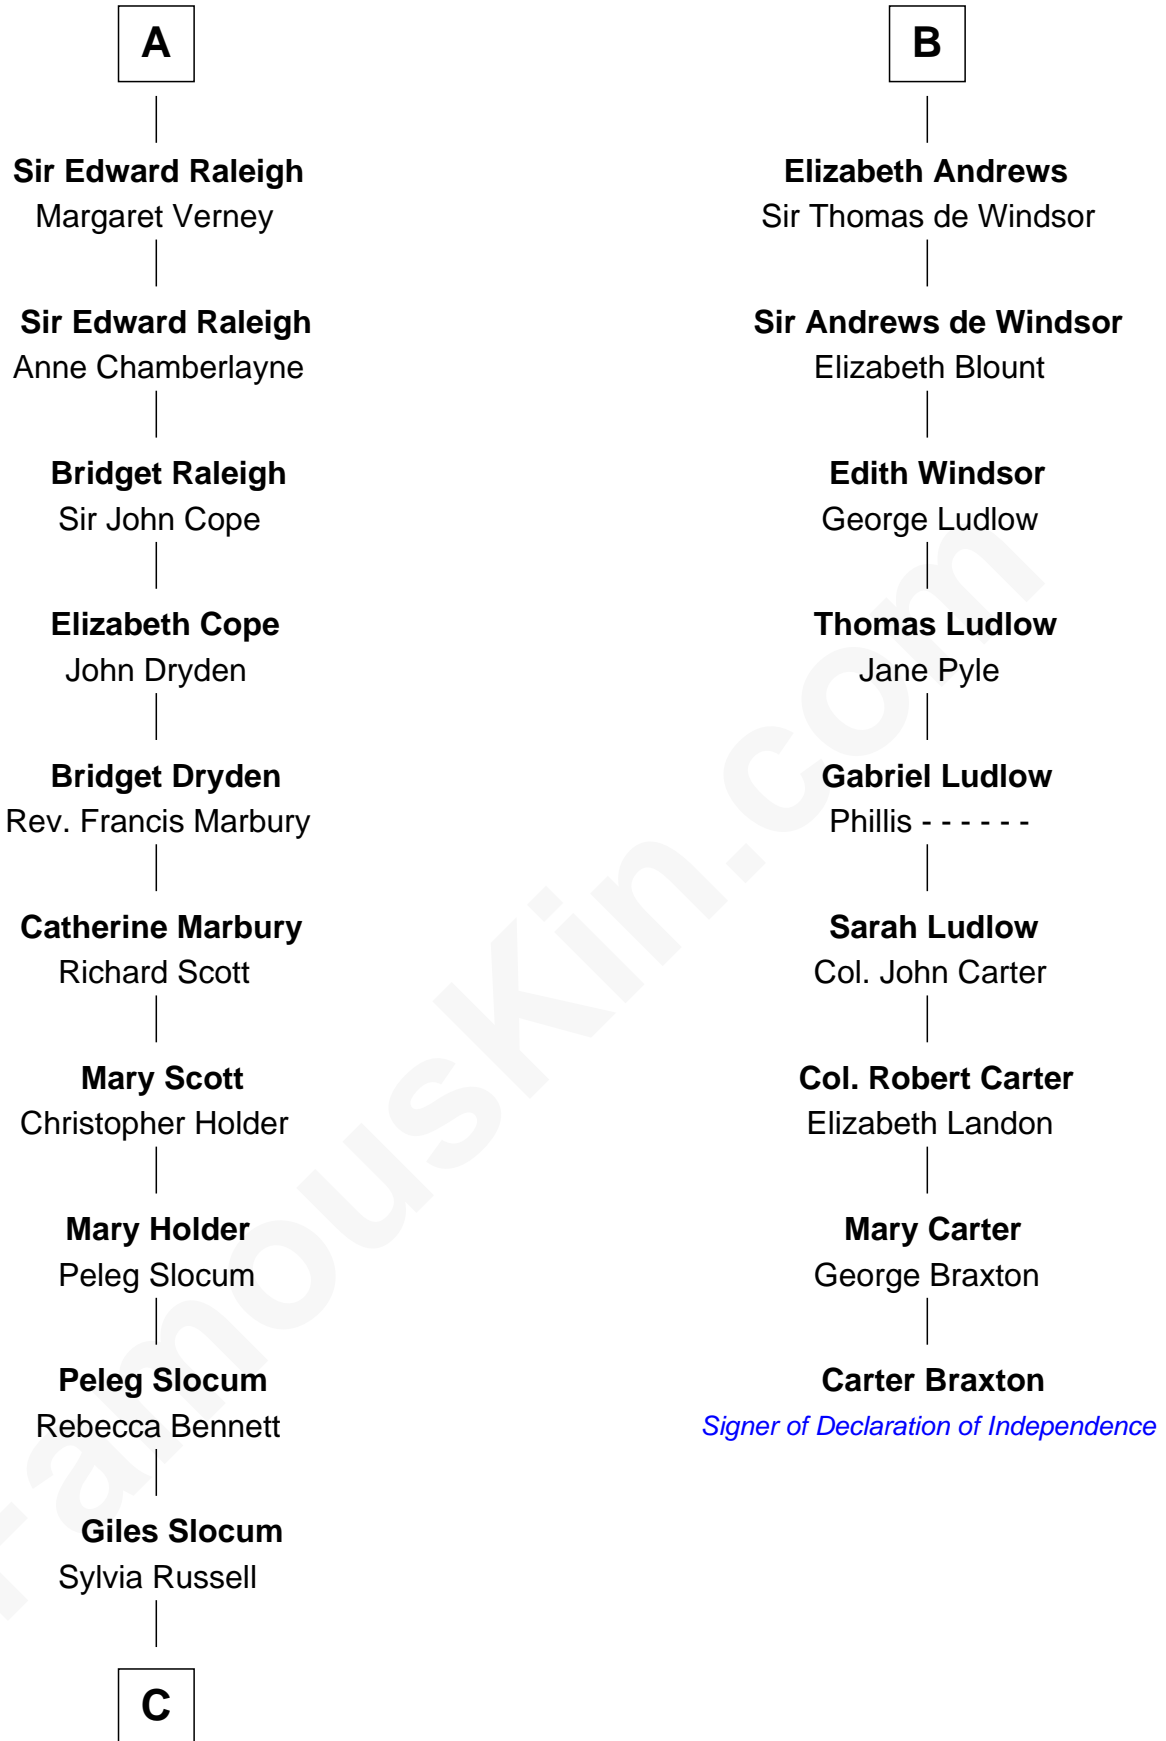 A
Sir Edward Raleigh
Margaret Verney
Sir Edward Raleigh
Anne Chamberlayne
Bridget Raleigh
Sir John Cope
Elizabeth Cope
John Dryden
Bridget Dryden
Rev. Francis Marbury
Catherine Marbury
Richard Scott
Mary Scott
Christopher Holder
Mary Holder
Peleg Slocum
Peleg Slocum
Rebecca Bennett
Giles Slocum
Sylvia Russell
C
B
Elizabeth Andrews
Sir Thomas de Windsor
Sir Andrews de Windsor
Elizabeth Blount
Edith Windsor
George Ludlow
Thomas Ludlow
Jane Pyle
Gabriel Ludlow
Phillis - - - - - -
Sarah Ludlow
Col. John Carter
Col. Robert Carter
Elizabeth Landon
Mary Carter
George Braxton
Carter Braxton
Signer of Declaration of Independence
FamousKin.com